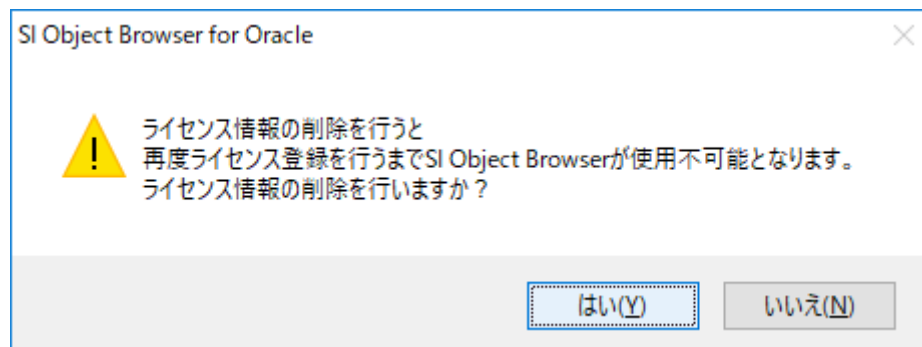 SI Object Browser for Oracle
ライセンス情報の削除を行うと
再度ライセンス登録を行うまでSI Object Browserが使用不可能となります。
ライセンス情報の削除を行いますか？
はい(Y)
いいえ(N)